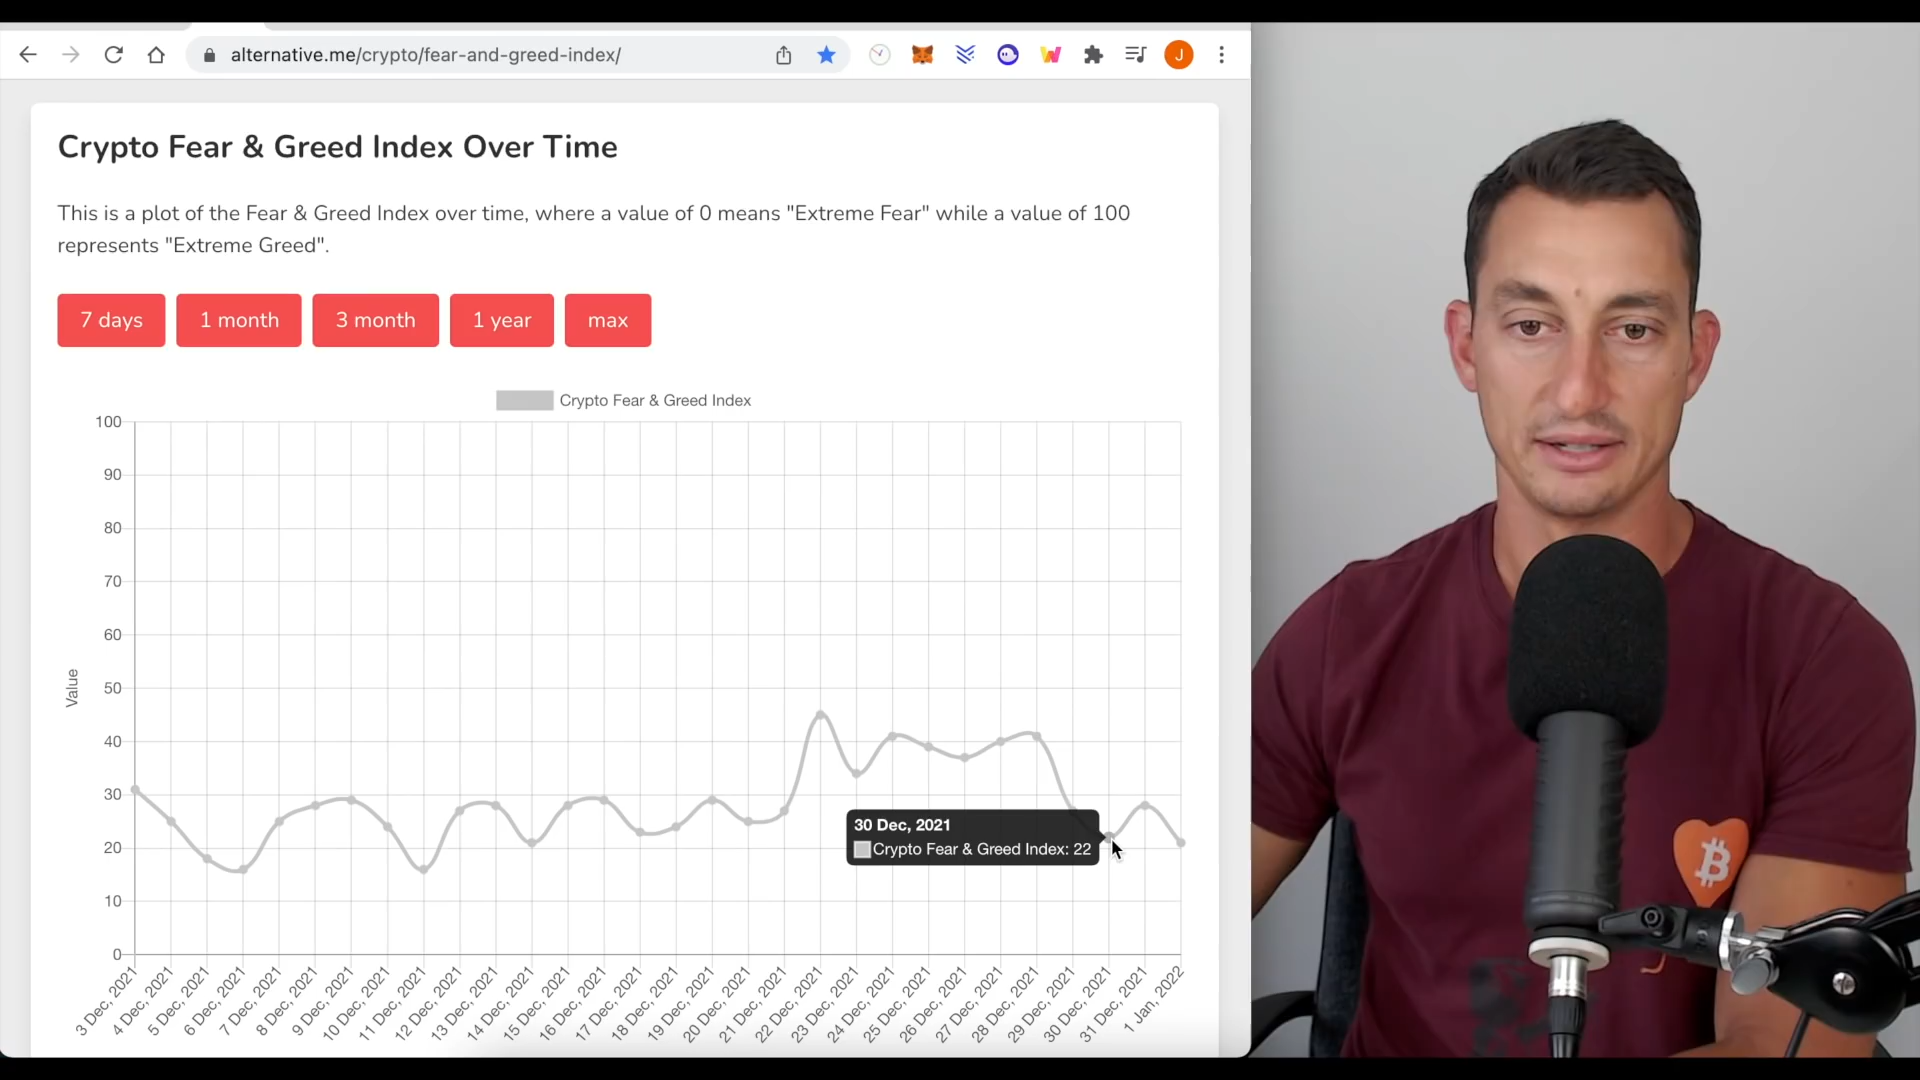 alternative.me/crypto/fear-and-greed-index/
J
Crypto Fear & Greed Index Over Time
This is a plot of the Fear & Greed Index over time, where a value of 0 means "Extreme Fear" while a value of 100
represents "Extreme Greed".
7 days 1 month 3 month 1 year max
Crypto Fear & Greed Index
100
90
80
70
60
50
40
30
20
10
0
Value
30 Dec, 2021
Crypto Fear & Greed Index: 22
3 Dec, 2021
4 Dec, 2021
5 Dec, 2021
6 Dec, 2021
7 Dec, 2021
8 Dec, 2021
9 Dec, 2021
10 Dec, 2021
11 Dec, 2021
12 Dec, 2021
13 Dec, 2021
14 Dec, 2021
15 Dec, 2021
16 Dec, 2021
17 Dec, 2021
18 Dec, 2021
19 Dec, 2021
20 Dec, 2021
21 Dec, 2021
22 Dec, 2021
23 Dec, 2021
24 Dec, 2021
25 Dec, 2021
26 Dec, 2021
27 Dec, 2021
28 Dec, 2021
29 Dec, 2021
30 Dec, 2021
31 Dec, 2021
1 Jan, 2022